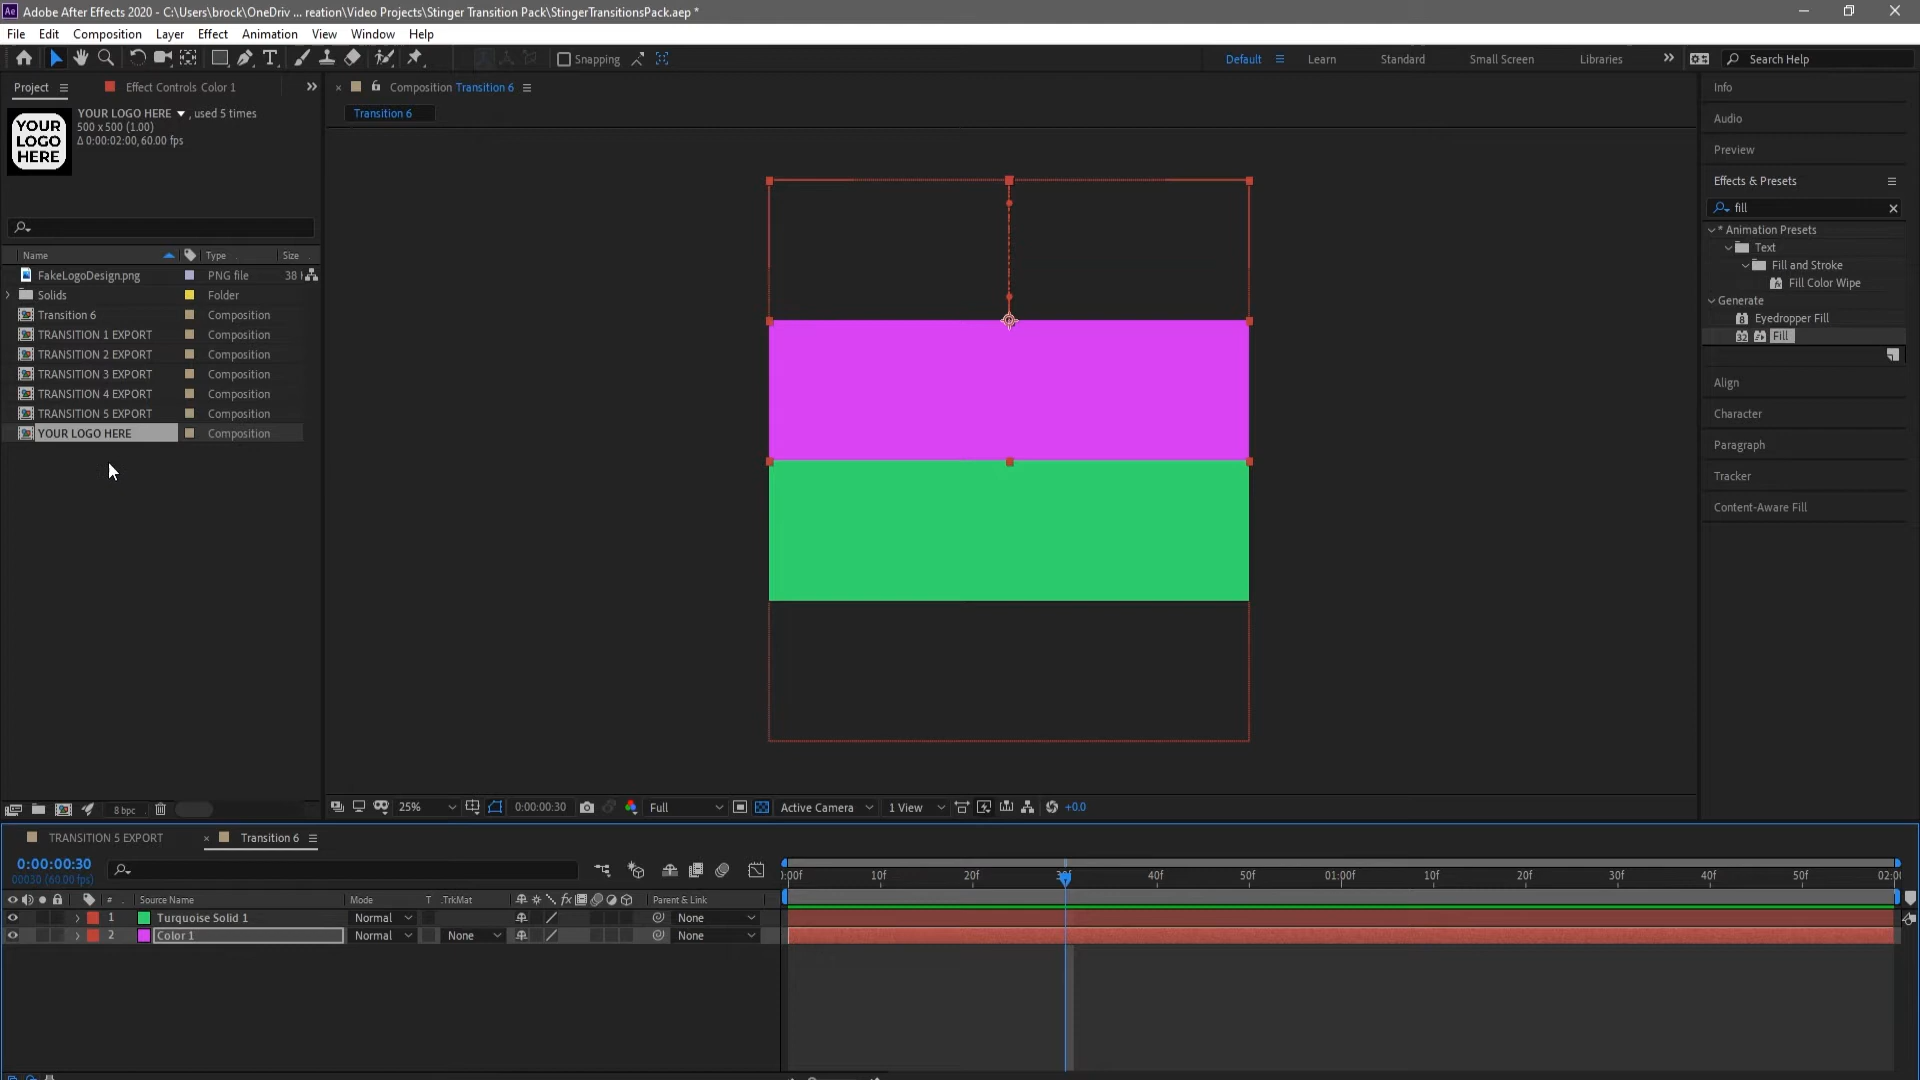 Ae Adobe After Effects 2020 - C:\Users\brock\OneDriv ... reation\Video Projects\Stinger Transition Pack\StingerTransitionsPack.aep *
File Edit Composition Layer Effect Animation View Window Help
Snapping Default Learn Standard Small Screen Libraries Search Help
Project Effect Controls Color 1
Composition Transition 6
Transition 6
YOUR LOGO HERE
YOUR LOGO HERE , used 5 times
500 x 500 (1.00)
Δ 0:00:02:00, 60.00 fps
Name Type Size
FakeLogoDesign.png PNG file 38
Solids Folder
Transition 6 Composition
TRANSITION 1 EXPORT Composition
TRANSITION 2 EXPORT Composition
TRANSITION 3 EXPORT Composition
TRANSITION 4 EXPORT Composition
TRANSITION 5 EXPORT Composition
YOUR LOGO HERE Composition
8 bpc
25% 0:00:00:30 Full Active Camera 1 View +0.0
Info
Audio
Preview
Effects & Presets
fill
* Animation Presets
Text
Fill and Stroke
Fill Color Wipe
Generate
Eyedropper Fill
32 Fill
Align
Character
Paragraph
Tracker
Content-Aware Fill
TRANSITION 5 EXPORT Transition 6
0:00:00:30
00030 (60.00 fps)
:00f 10f 20f 30f 40f 50f 01:00f 10f 20f 30f 40f 50f 02:00
# Source Name Mode T .TrkMat fx Parent & Link
1 Turquoise Solid 1 Normal None
2 Color 1 Normal None None